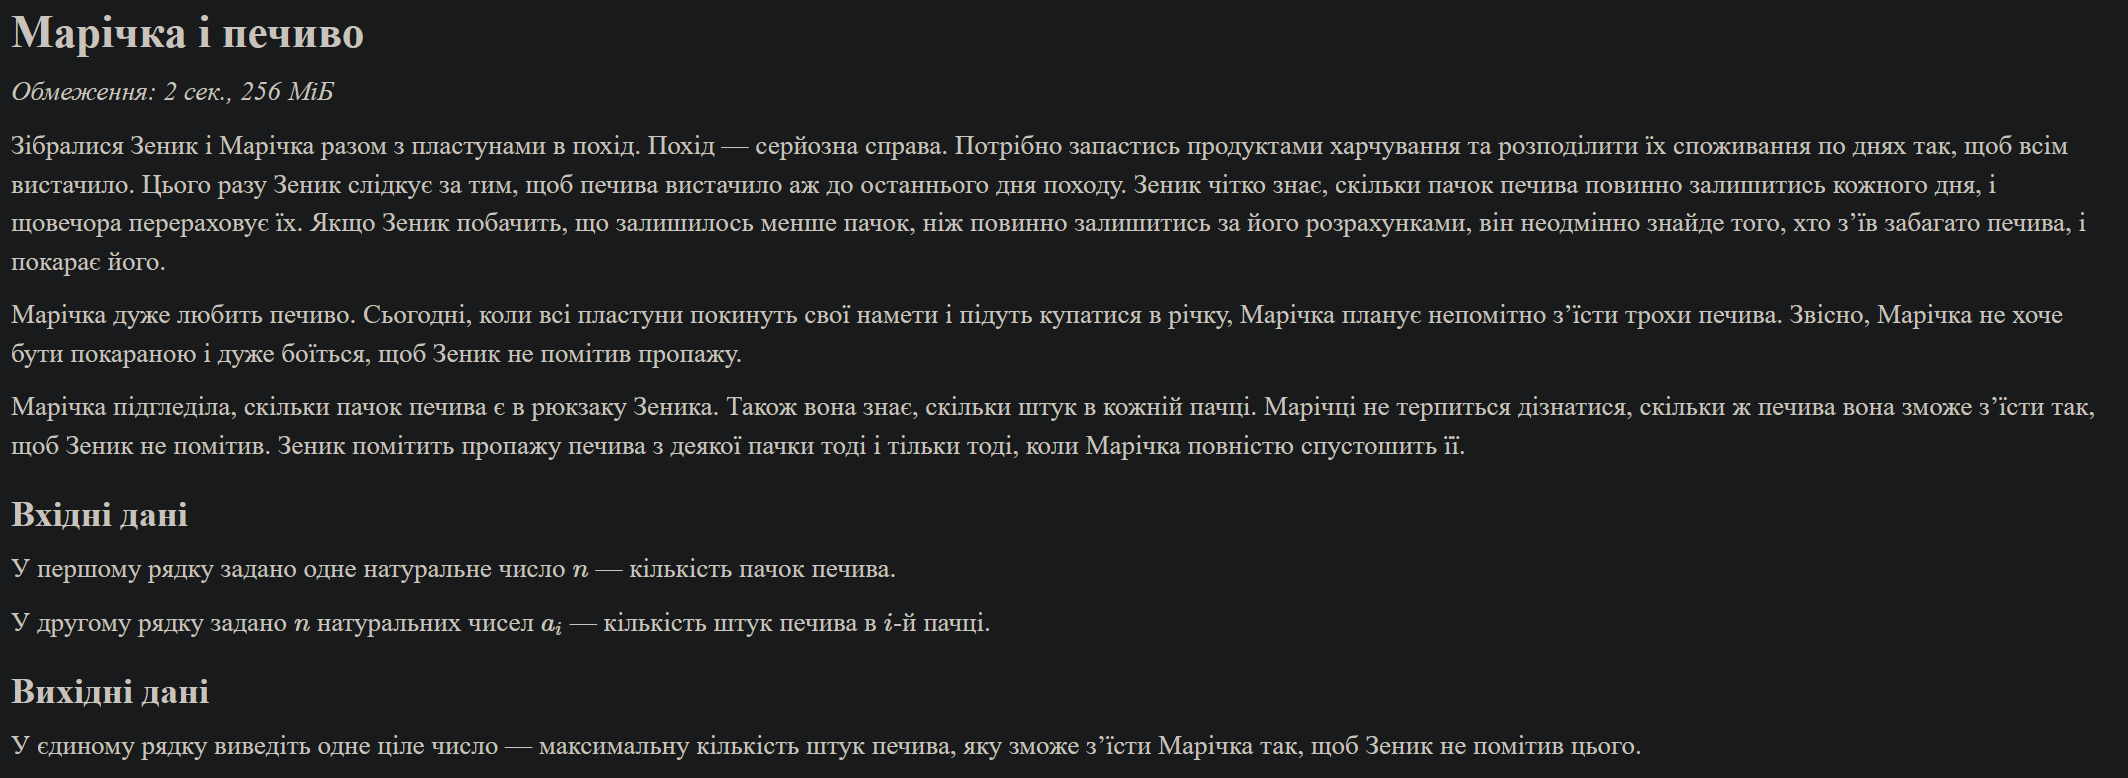 Марічка і печиво
Обмеження: 2 сек., 256 МіБ
Зібралися Зеник і Марічка разом з пластунами в похід. Похід — серйозна справа. Потрібно запастись продуктами харчування та розподілити їх споживання по днях так, щоб всім
вистачило. Цього разу Зеник слідкує за тим, щоб печива вистачило аж до останнього дня походу. Зеник чітко знає, скільки пачок печива повинно залишитись кожного дня, і
щовечора перераховує їх. Якщо Зеник побачить, що залишилось менше пачок, ніж повинно залишитись за його розрахунками, він неодмінно знайде того, хто з’їв забагато печива, і
покарає його.
Марічка дуже любить печиво. Сьогодні, коли всі пластуни покинуть свої намети і підуть купатися в річку, Марічка планує непомітно з’їсти трохи печива. Звісно, Марічка не хоче
бути покараною і дуже боїться, щоб Зеник не помітив пропажу.
Марічка підгледіла, скільки пачок печива є в рюкзаку Зеника. Також вона знає, скільки штук в кожній пачці. Марічці не терпиться дізнатися, скільки ж печива вона зможе з’їсти так,
щоб Зеник не помітив. Зеник помітить пропажу печива з деякої пачки тоді і тільки тоді, коли Марічка повністю спустошить її.
Вхідні дані
У першому рядку задано одне натуральне число n — кількість пачок печива.
У другому рядку задано n натуральних чисел aᵢ — кількість штук печива в i-й пачці.
Вихідні дані
У єдиному рядку виведіть одне ціле число — максимальну кількість штук печива, яку зможе з’їсти Марічка так, щоб Зеник не помітив цього.